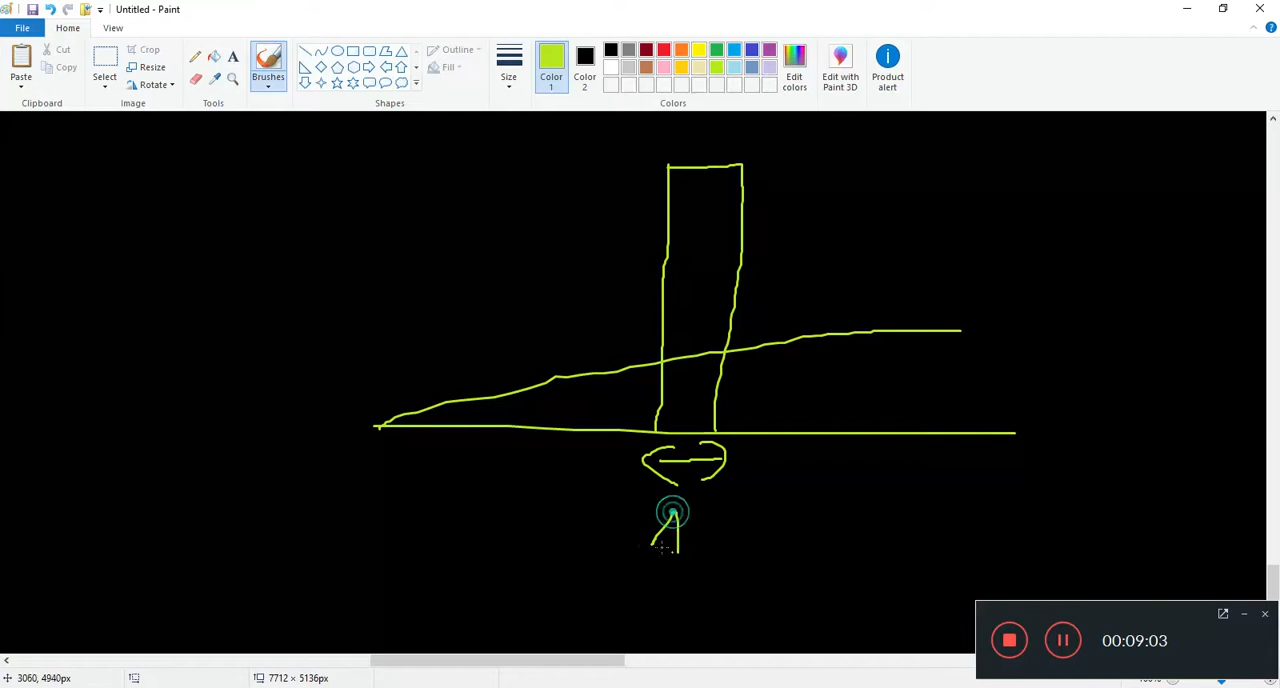 Untitled - Paint
File Home View
Paste
Cut
Copy
Clipboard
Select
Crop
Resize
Rotate
Image
Tools
Brushes
Shapes
Outline
Fill
Size
Color 1
Color 2
Colors
Edit colors
Edit with Paint 3D
Product alert
00:09:03
3060, 4940px
7712 × 5136px